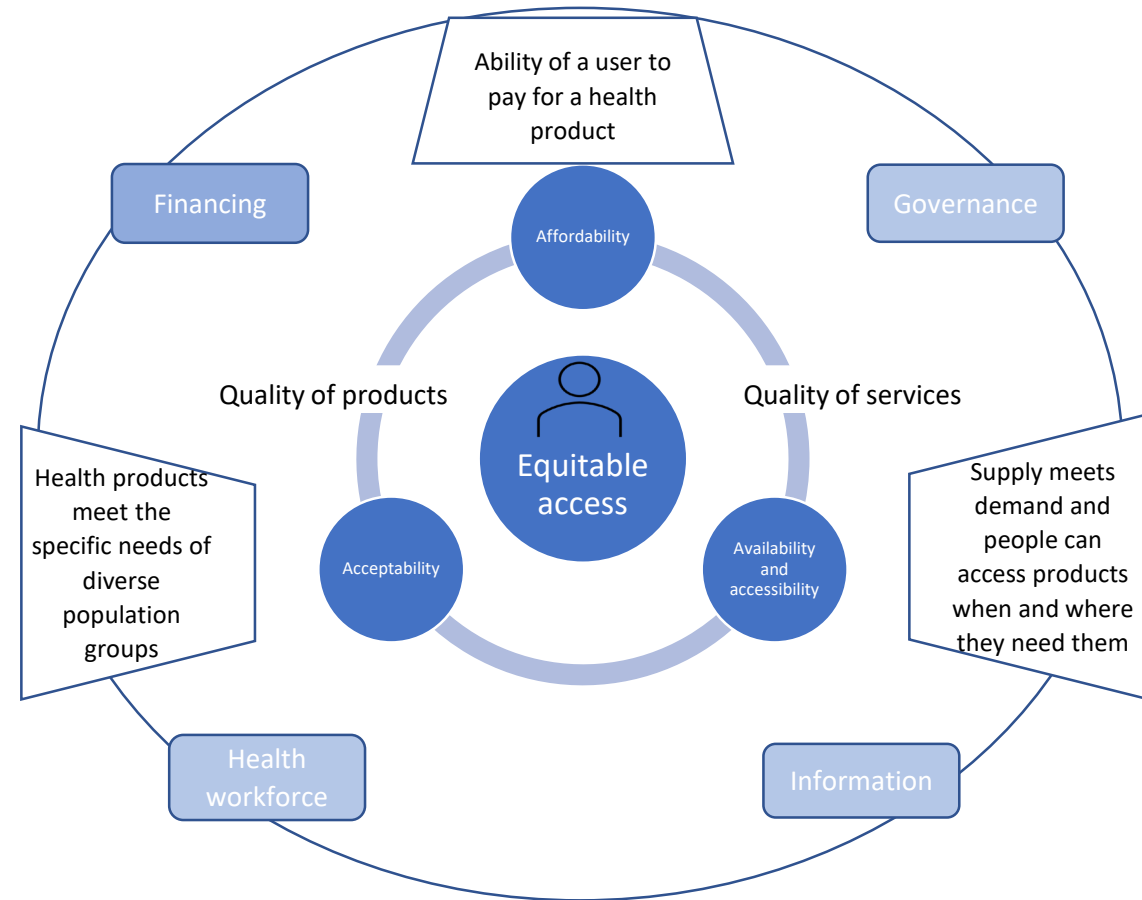 Ability of a user to
pay for a health
product
Financing
Governance
Affordability
Quality of products
Quality of services
Equitable
access
Health products
meet the
specific needs of
diverse
population
groups
Supply meets
demand and
people can
access products
when and where
they need them
Acceptability
Availability
and
accessibility
Health
workforce
Information